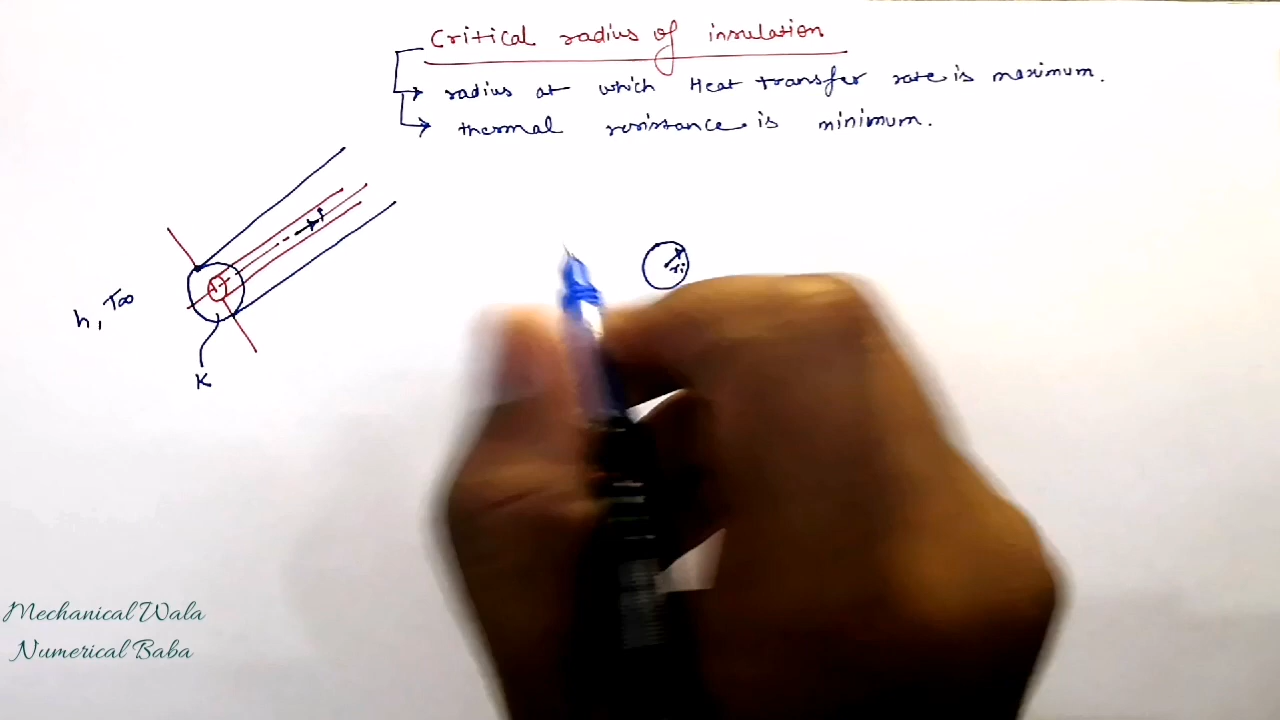 Critical radius of insulation
radius at which Heat transfer rate is maximum.
thermal resistance is minimum.
r
ri
h, T∞
K
Mechanical Wala
Numerical Baba